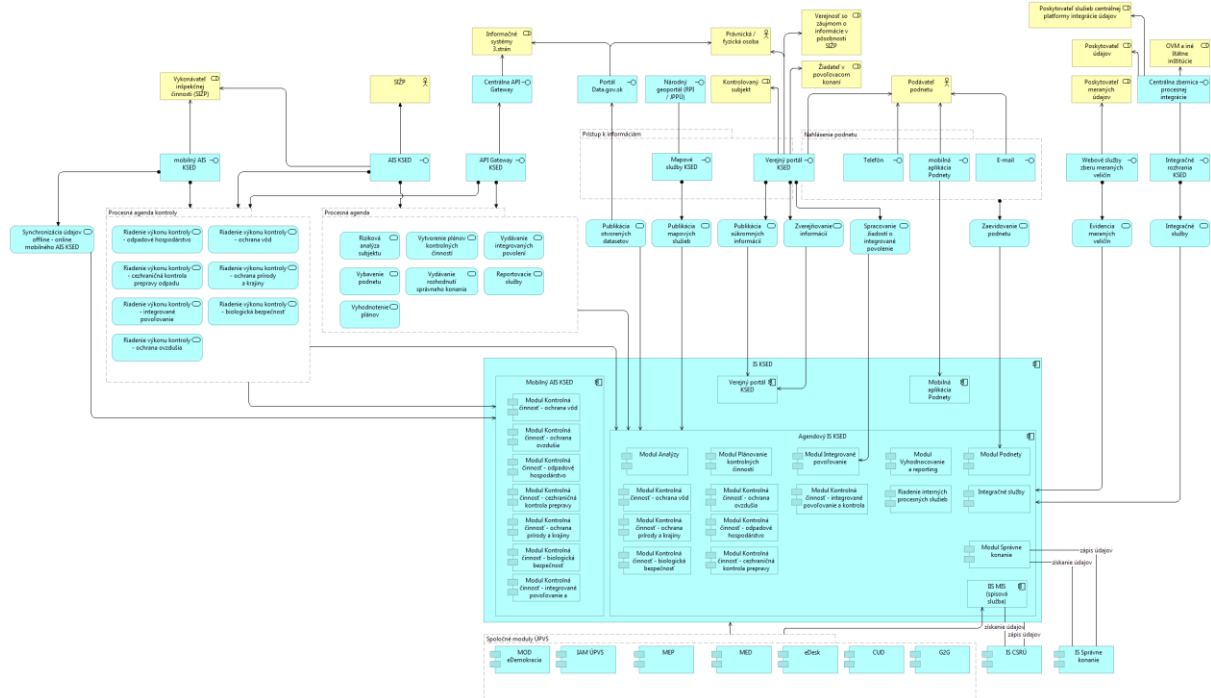 Poskytovateľ služieb centrálnej
platformy integrácie údajov
Verejnosť so
záujmom o
informácie v
pôsobnosti
SIŽP
Informačné
systémy
3.strán
Právnická /
fyzická osoba
Poskytovateľ
údajov
OVM a iné
štátne
inštitúcie
Vykonávateľ
inšpekčnej
činnosti (SIŽP)
SIŽP
Centrálna API
Gateway
Portál
Data.gov.sk
Národný
geoportál (RPI
/ JPPÚ)
Kontrolovaný
subjekt
Žiadateľ v
povoľovacom
konaní
Podávateľ
podnetu
Poskytovateľ
meraných
údajov
Centrálna zbernica
procesnej
integrácie
Prístup k informáciám
Nahlásenie podnetu
mobilný AIS
KSED
AIS KSED
API Gateway
KSED
Mapové
služby KSED
Verejný portál
KSED
Telefón
mobilná
aplikácia
Podnety
E-mail
Webové služby
zberu meraných
veličín
Integračné
rozhrania
KSED
Procesná agenda kontroly
Procesná agenda
Synchronizácia údajov
offline - online
mobilného AIS KSED
Riadenie výkonu kontroly
- odpadové hospodárstvo
Riadenie výkonu kontroly
- ochrana vôd
Riadenie výkonu kontroly
- cezhraničná kontrola
prepravy odpadu
Riadenie výkonu kontroly
- ochrana prírody
a krajiny
Riadenie výkonu kontroly
- integrované
povoľovanie
Riadenie výkonu kontroly
- biologická bezpečnosť
Riadenie výkonu kontroly
- ochrana ovzdušia
Riziková
analýza
subjektu
Vytvorenie plánov
kontrolných
činností
Vydávanie
integrovaných
povolení
Vybavenie
podnetu
Vydávanie
rozhodnutí
správneho konania
Reportovacie
služby
Vyhodnotenie
plánov
Publikácia
otvorených
datasetov
Publikácia
mapových
služieb
Publikácia
súkromných
informácií
Zverejňovanie
informácií
Spracovanie
žiadosti o
integrované
povolenie
Zaevidovanie
podnetu
Evidencia
meraných
veličín
Integračné
služby
IS KSED
Mobilný AIS KSED
Verejný portál
KSED
Mobilná
aplikácia
Podnety
Modul Kontrolná
činnosť - ochrana vôd
Modul Kontrolná
činnosť - ochrana
ovzdušia
Modul Kontrolná
činnosť - odpadové
hospodárstvo
Modul Kontrolná
činnosť - cezhraničná
kontrola prepravy
Modul Kontrolná
činnosť - ochrana
prírody a krajiny
Modul Kontrolná
činnosť - biologická
bezpečnosť
Modul Kontrolná
činnosť - integrované
povoľovanie a
Agendový IS KSED
Modul Analýzy
Modul Plánovanie
kontrolných
činností
Modul Integrované
povoľovanie
Modul
Vyhodnocovanie
a reporting
Modul Podnety
Modul Kontrolná
činnosť - ochrana vôd
Modul Kontrolná
činnosť - ochrana
ovzdušia
Modul Kontrolná
činnosť - integrované
povoľovanie a kontrola
Riadenie interných
procesných služieb
Integračné služby
Modul Kontrolná
činnosť - ochrana
prírody a krajiny
Modul Kontrolná
činnosť - odpadové
hospodárstvo
Modul Kontrolná
činnosť - biologická
bezpečnosť
Modul Kontrolná
činnosť - cezhraničná
kontrola prepravy
Modul Správne
konanie
zápis údajov
získanie údajov
IIS MIS
(spisová
služba)
získanie údajov
zápis údajov
Spoločné moduly ÚPVS
MOD
eDemokracia
IAM ÚPVS
MEP
MED
eDesk
CUD
G2G
IS CSRÚ
IS Správne
konanie